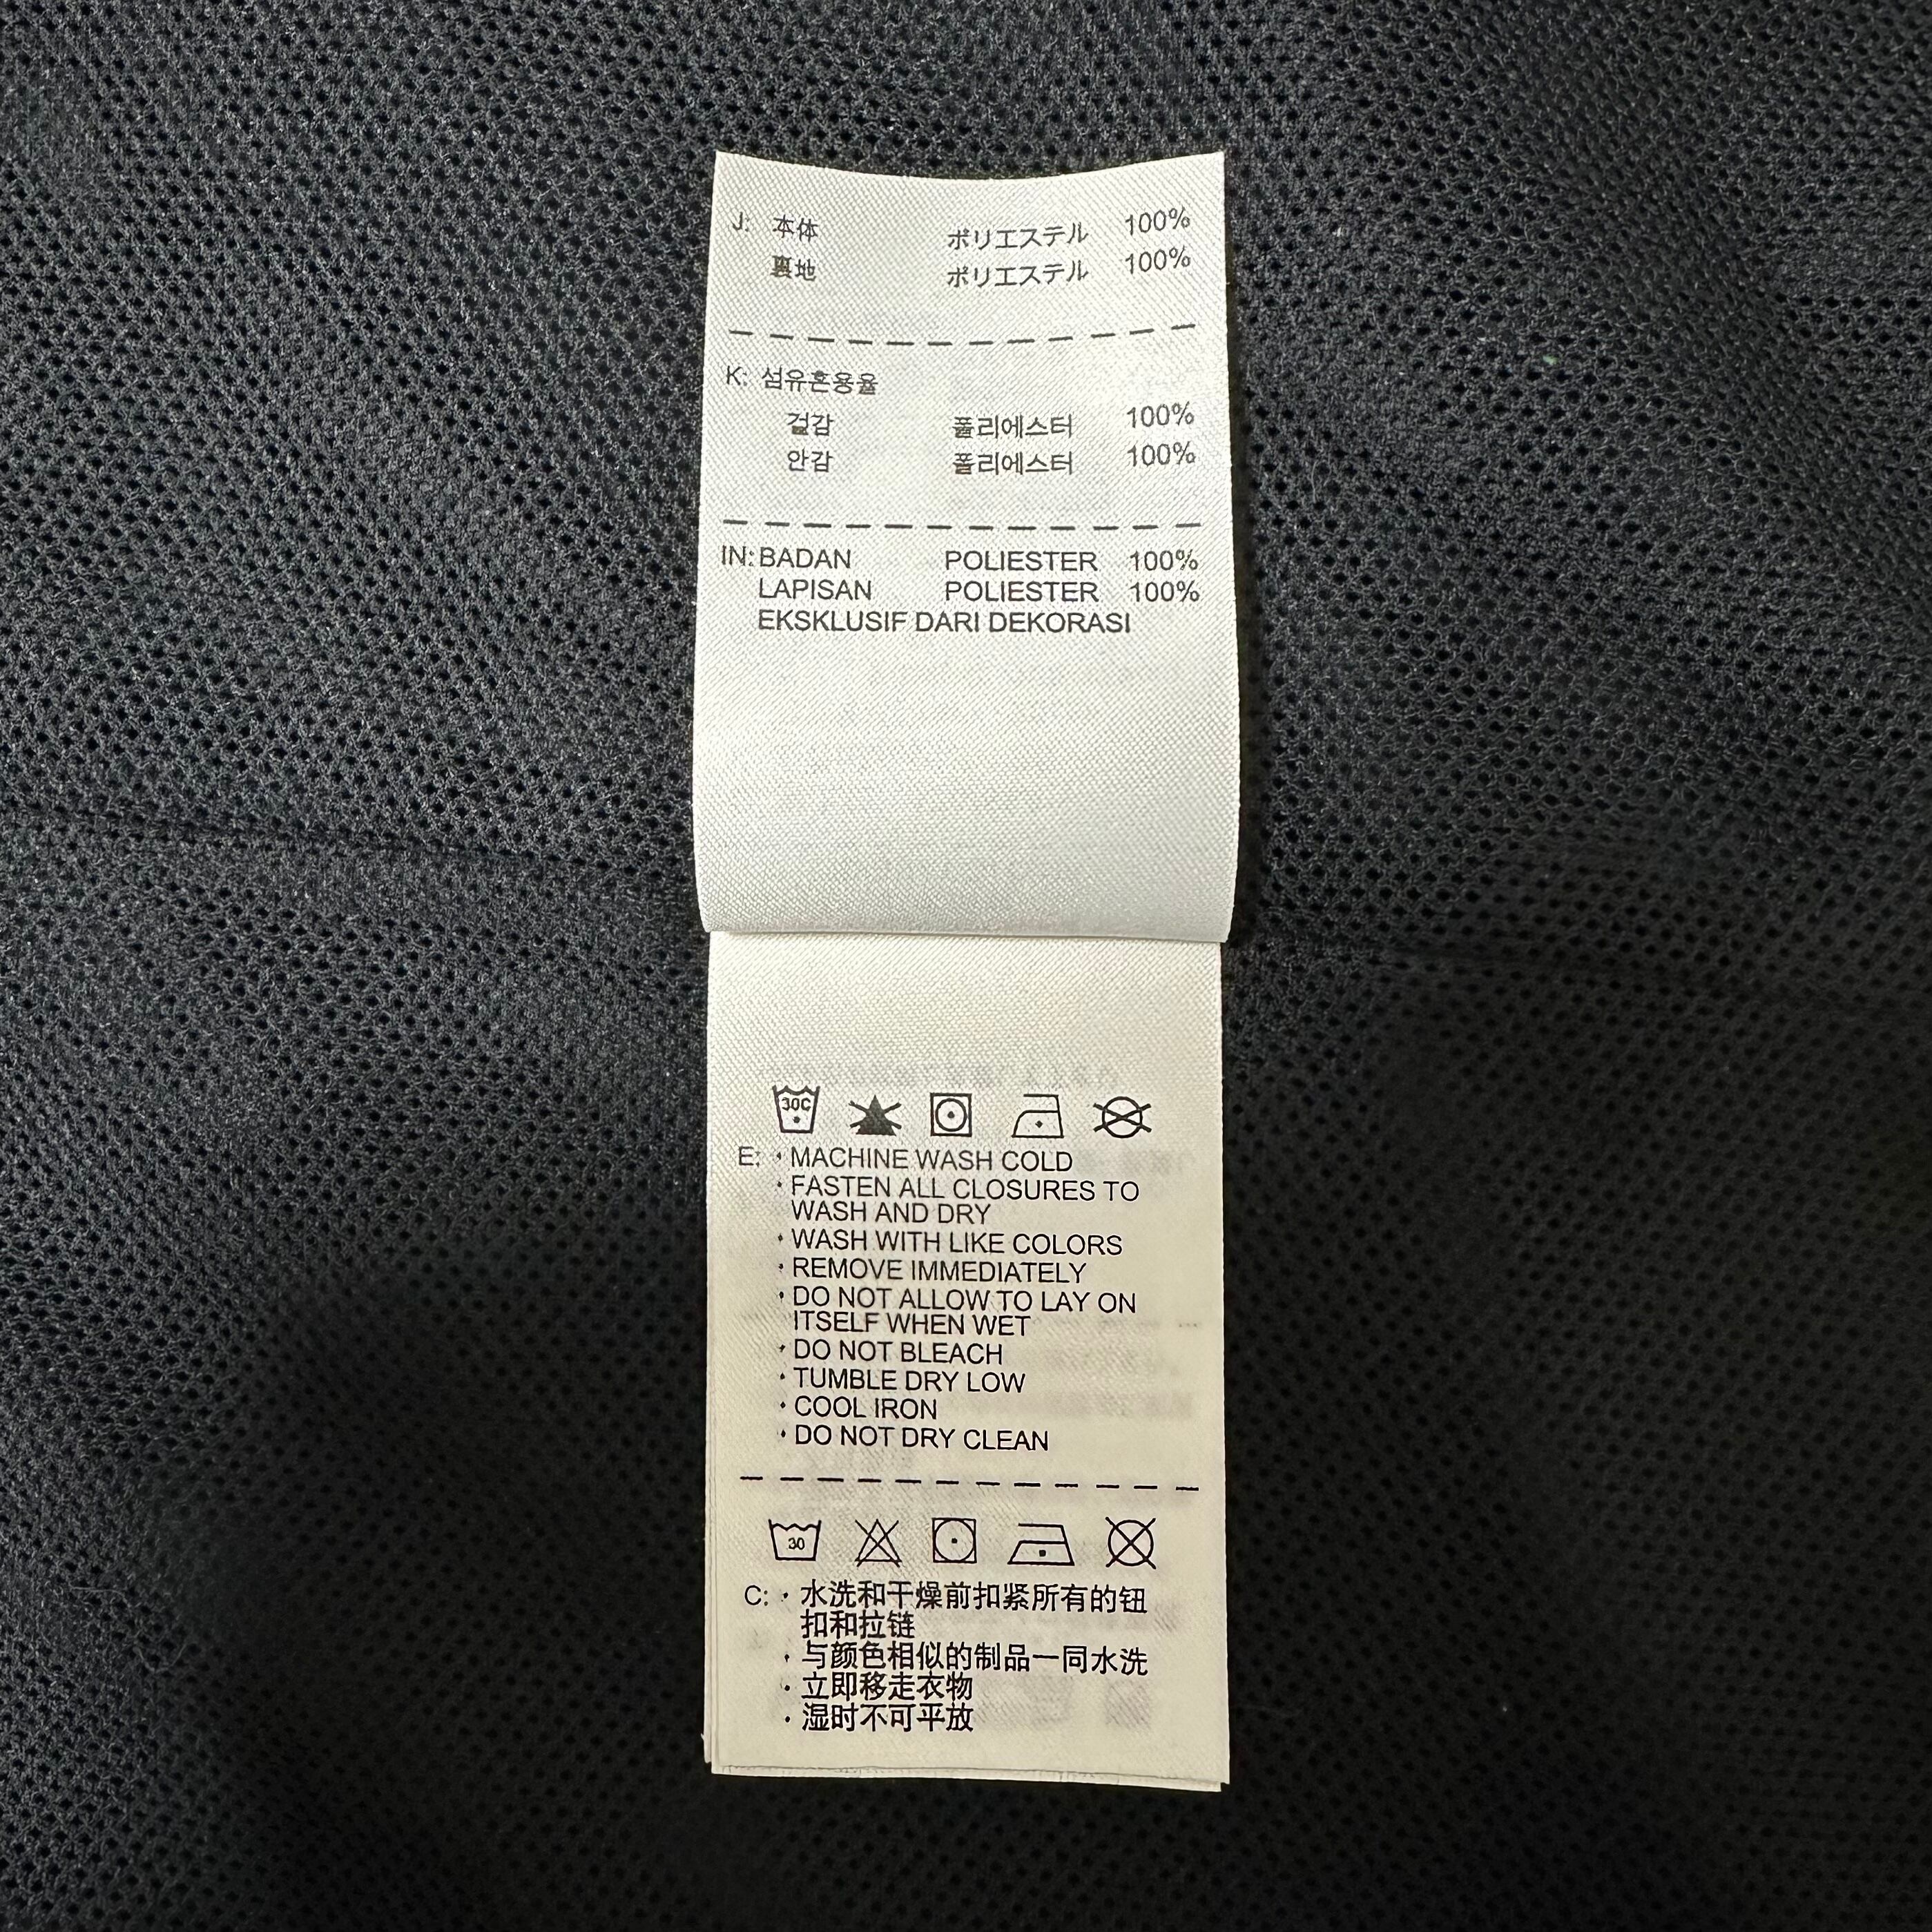 J: 本体 ポリエステル 100%
裏地 ポリエステル 100%
K: 섬유혼용율
겉감 폴리에스터 100%
안감 폴리에스터 100%
IN: BADAN POLIESTER 100%
LAPISAN POLIESTER 100%
EKSKLUSIF DARI DEKORASI
30C
E: · MACHINE WASH COLD
· FASTEN ALL CLOSURES TO
WASH AND DRY
· WASH WITH LIKE COLORS
· REMOVE IMMEDIATELY
· DO NOT ALLOW TO LAY ON
ITSELF WHEN WET
· DO NOT BLEACH
· TUMBLE DRY LOW
· COOL IRON
· DO NOT DRY CLEAN
30
C: · 水洗和干燥前扣紧所有的钮
扣和拉链
· 与颜色相似的制品一同水洗
· 立即移走衣物
· 湿时不可平放